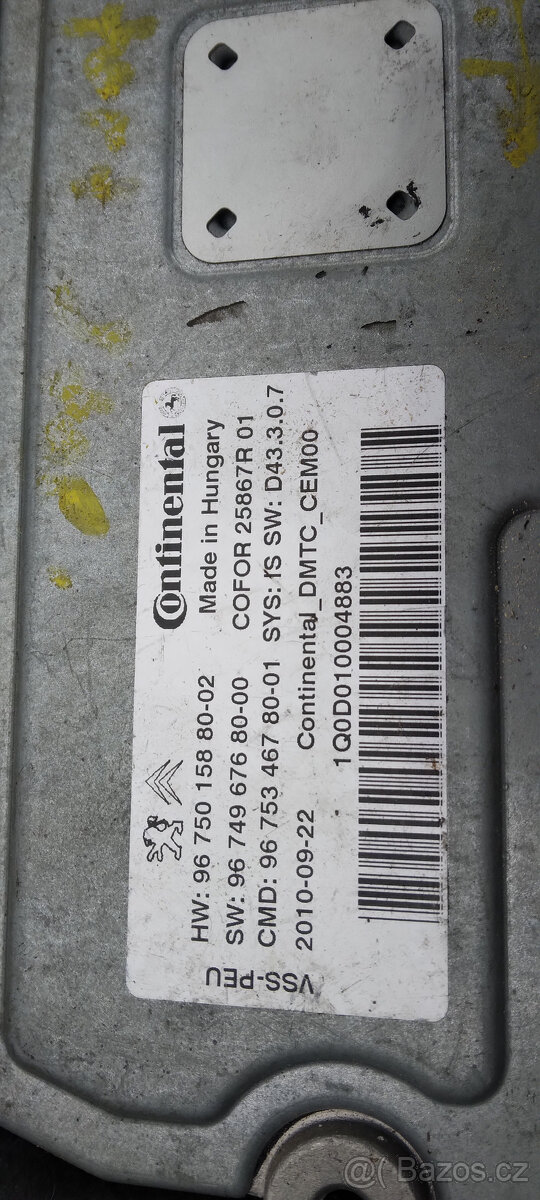 Continental
Made in Hungary
HW: 96 750 158 80-02
COFOR 25867R 01
SW: 96 749 676 80-00
SYS: IS SW: D43.3.0.7
CMD: 96 753 467 80-01
Continental_DMTC_CEM00
2010-09-22
1Q0D010004883
VSS-PEU
Bazos.cz